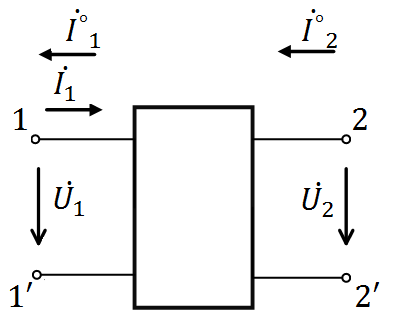 İ°₁ İ°₂
İ₁
1 2
U̇₁ U̇₂
1′ 2′